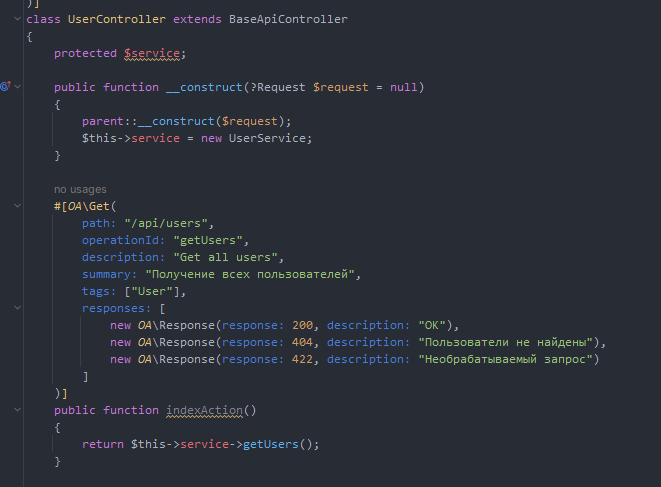 )]
class UserController extends BaseApiController
{
    protected $service;

    public function __construct(?Request $request = null)
    {
        parent::__construct($request);
        $this->service = new UserService;
    }

    no usages
    #[OA\Get(
        path: "/api/users",
        operationId: "getUsers",
        description: "Get all users",
        summary: "Получение всех пользователей",
        tags: ["User"],
        responses: [
            new OA\Response(response: 200, description: "OK"),
            new OA\Response(response: 404, description: "Пользователи не найдены"),
            new OA\Response(response: 422, description: "Необрабатываемый запрос")
        ]
    )]
    public function indexAction()
    {
        return $this->service->getUsers();
    }